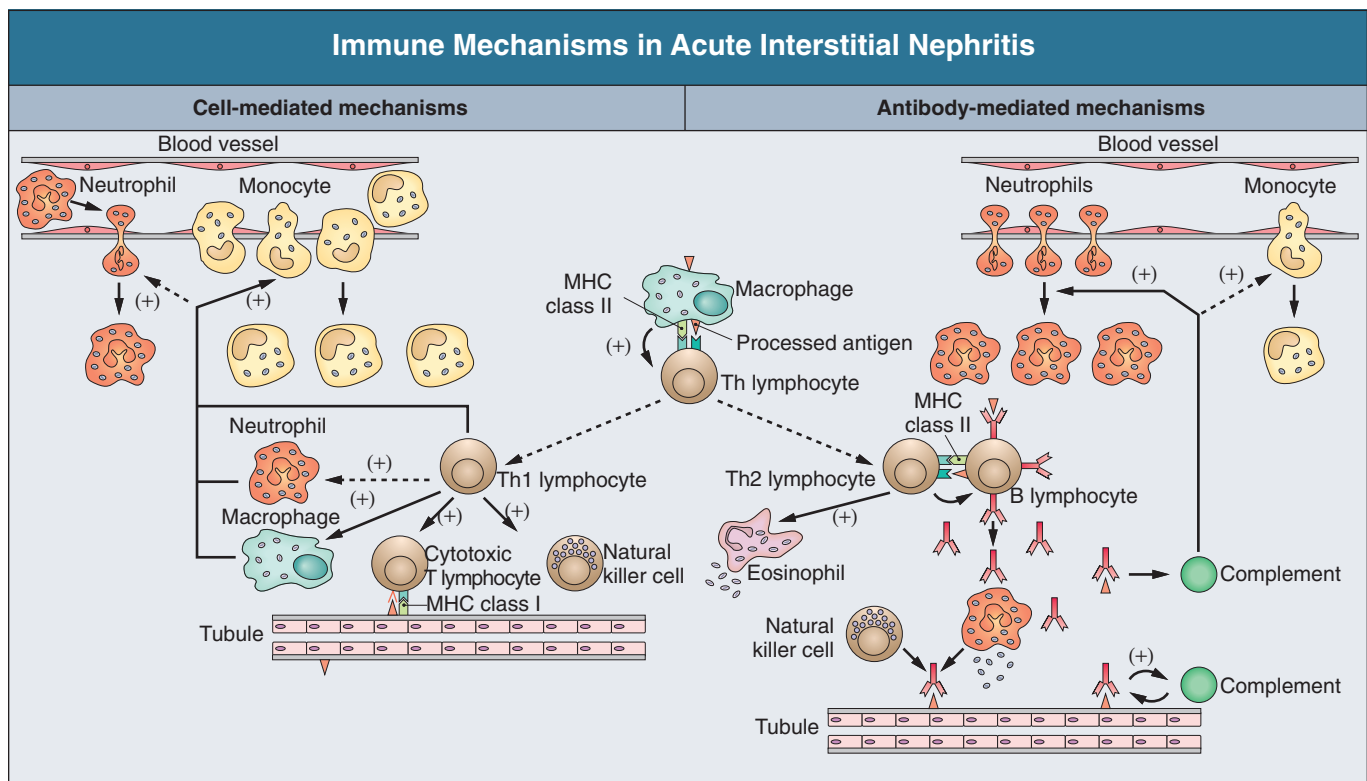 Immune Mechanisms in Acute Interstitial Nephritis
Cell-mediated mechanisms
Antibody-mediated mechanisms
Blood vessel
Neutrophil
Monocyte
(+)
(+)
Neutrophil
(+)
Th1 lymphocyte
(+)
(+)
(+)
Macrophage
Cytotoxic
T lymphocyte
Natural
killer cell
MHC class I
Tubule
MHC
class II
Macrophage
(+)
Processed antigen
Th lymphocyte
Blood vessel
Neutrophils
Monocyte
(+)
(+)
MHC
class II
Th2 lymphocyte
B lymphocyte
(+)
Eosinophil
Complement
Natural
killer cell
(+)
Complement
Tubule